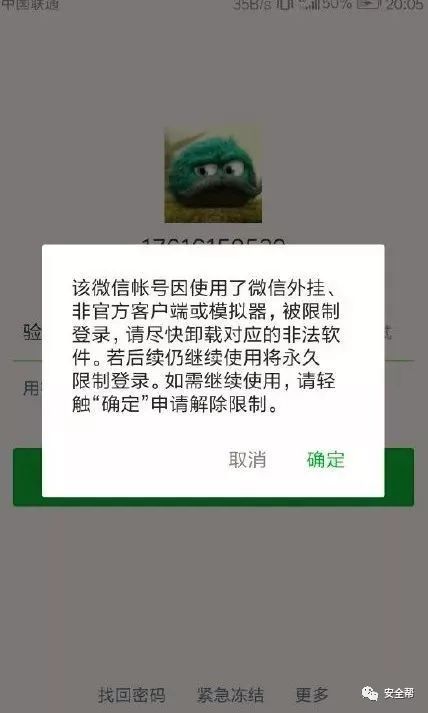 中国联通 35B/s 50% 20:05
该微信帐号因使用了微信外挂、
非官方客户端或模拟器，被限制
登录，请尽快卸载对应的非法软
件。若后续仍继续使用将永久
限制登录。如需继续使用，请轻
触“确定”申请解除限制。
验
试
用
取消 确定
找回密码 紧急冻结 更多
安全帮